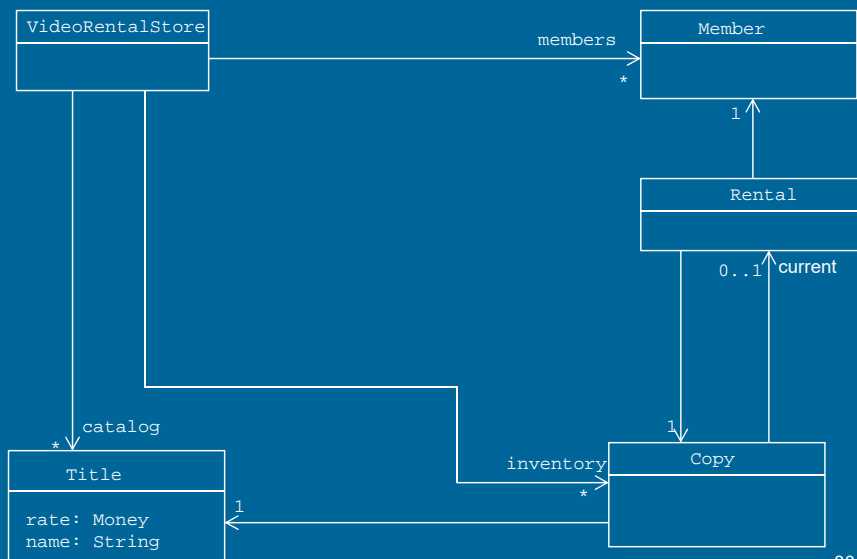 VideoRentalStore
Member
members
*
1
Rental
0..1 current
catalog
*
Title
rate: Money
name: String
1
inventory
*
1
Copy